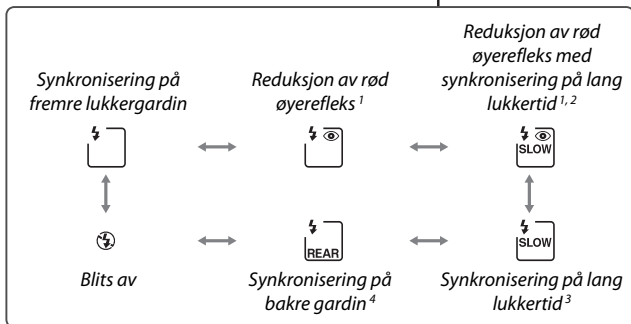 Synkronisering på
fremre lukkergardin
Reduksjon av rød
øyerefleks 1
Reduksjon av rød
øyerefleks med
synkronisering på lang
lukkertid 1, 2
SLOW
Blits av
REAR
Synkronisering på
bakre gardin 4
SLOW
Synkronisering på lang
lukkertid 3